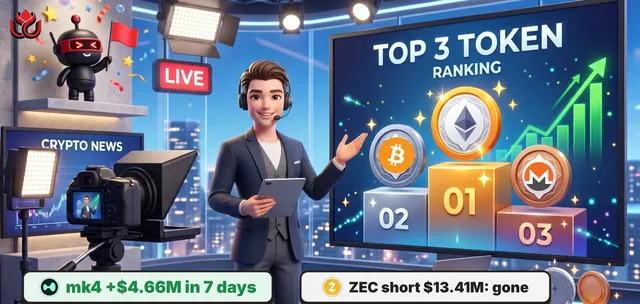 LIVE
CRYPTO NEWS
TOP 3 TOKEN
RANKING
02
01
03
mk4 +$4.66M in 7 days
ZEC short $13.41M: gone